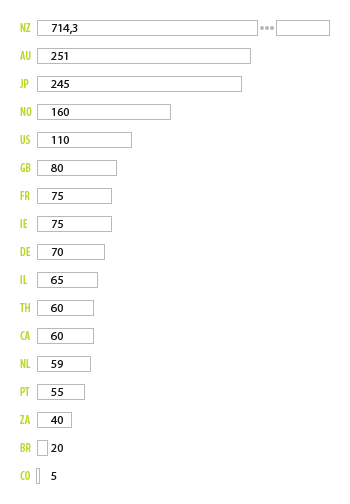 NZ 714,3
AU 251
JP 245
NO 160
US 110
GB 80
FR 75
IE 75
DE 70
IL 65
TH 60
CA 60
NL 59
PT 55
ZA 40
BR 20
CO 5